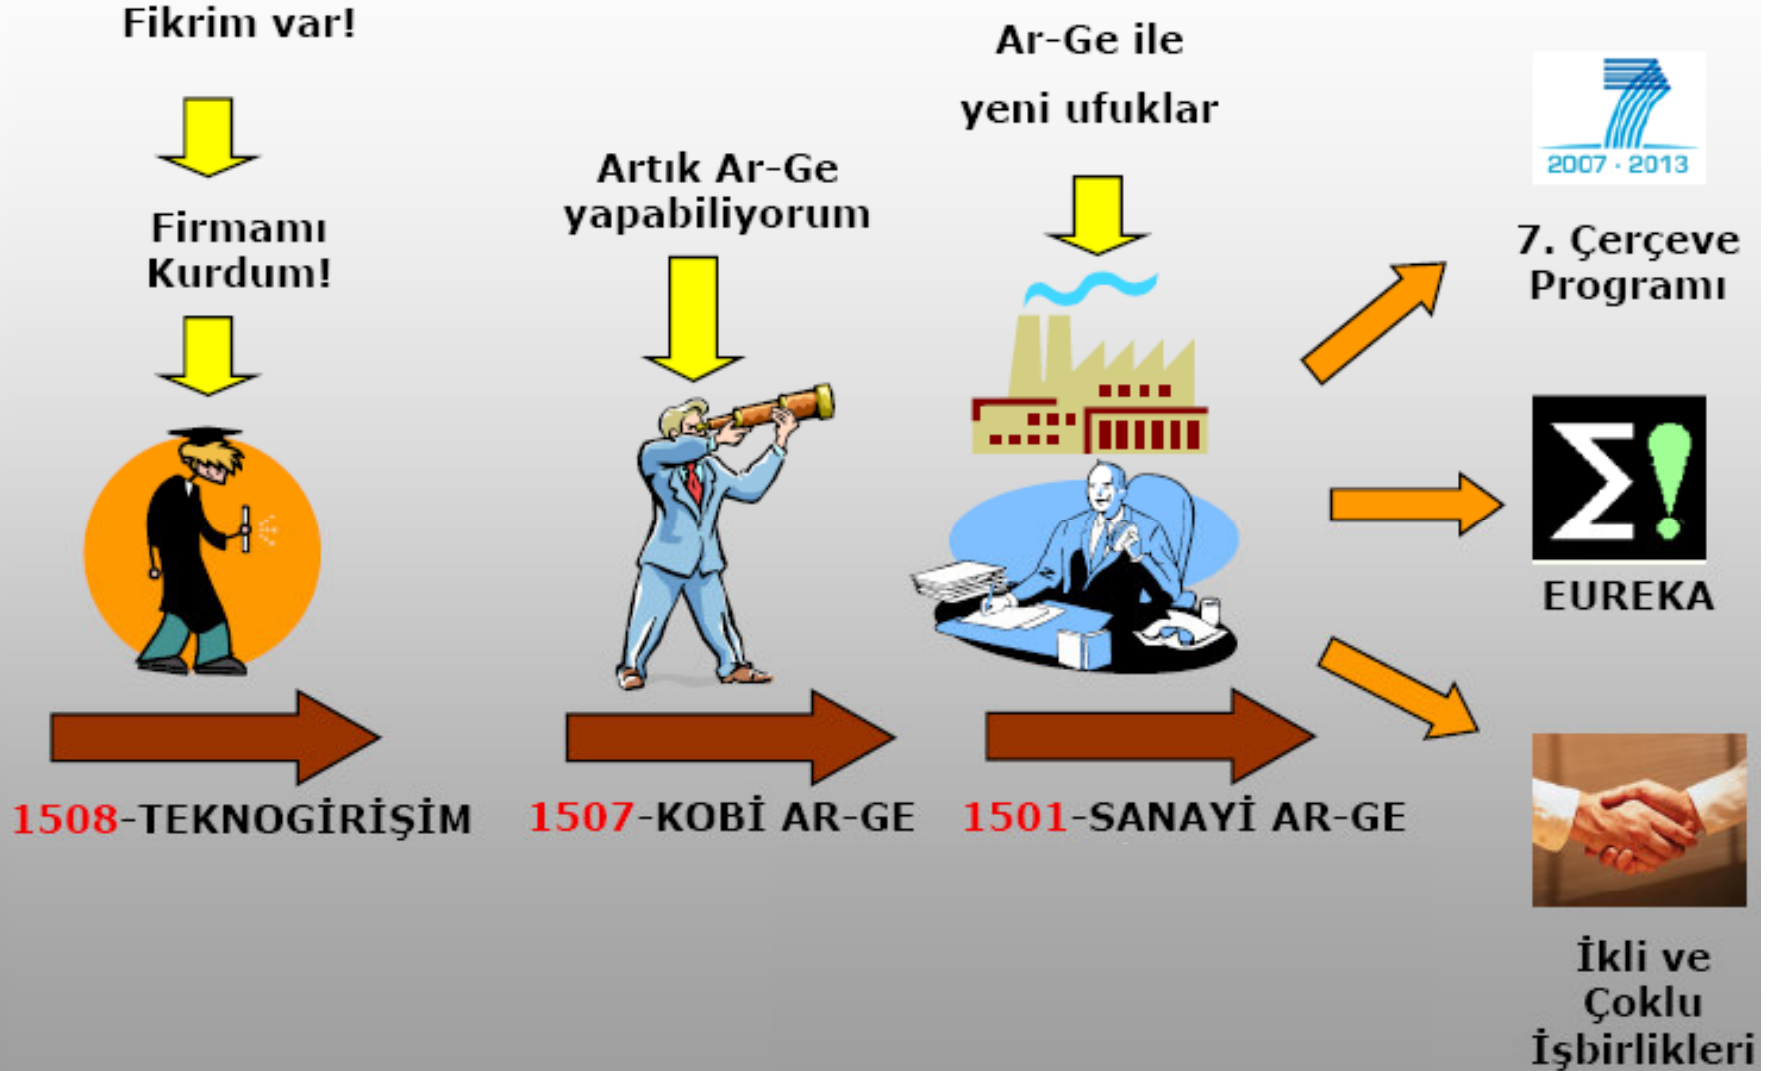 Fikrim var!
Firmamı
Kurdum!
1508-TEKNOGİRİŞİM
Artık Ar-Ge
yapabiliyorum
1507-KOBİ AR-GE
Ar-Ge ile
yeni ufuklar
1501-SANAYİ AR-GE
7
2007 · 2013
7. Çerçeve
Programı
Σ!
EUREKA
İkli ve
Çoklu
İşbirlikleri